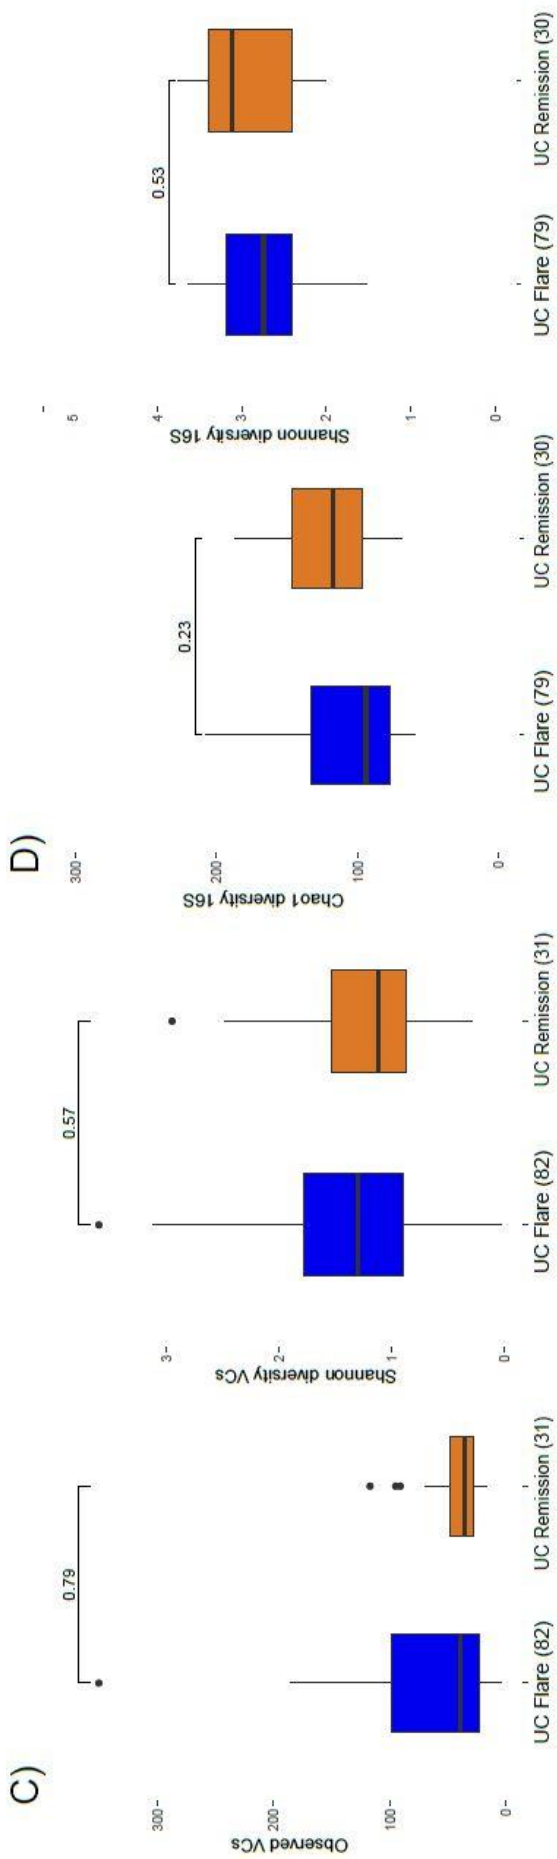 C)
Observed VCs
300
200
100
0
0.79
UC Flare (82)
UC Remission (31)
Shannon diversity VCs
3
2
1
0
0.57
UC Flare (82)
UC Remission (31)
D)
Chao1 diversity 16S
300
200
100
0
0.23
UC Flare (79)
UC Remission (30)
Shannon diversity 16S
5
4
3
2
1
0
0.53
UC Flare (79)
UC Remission (30)